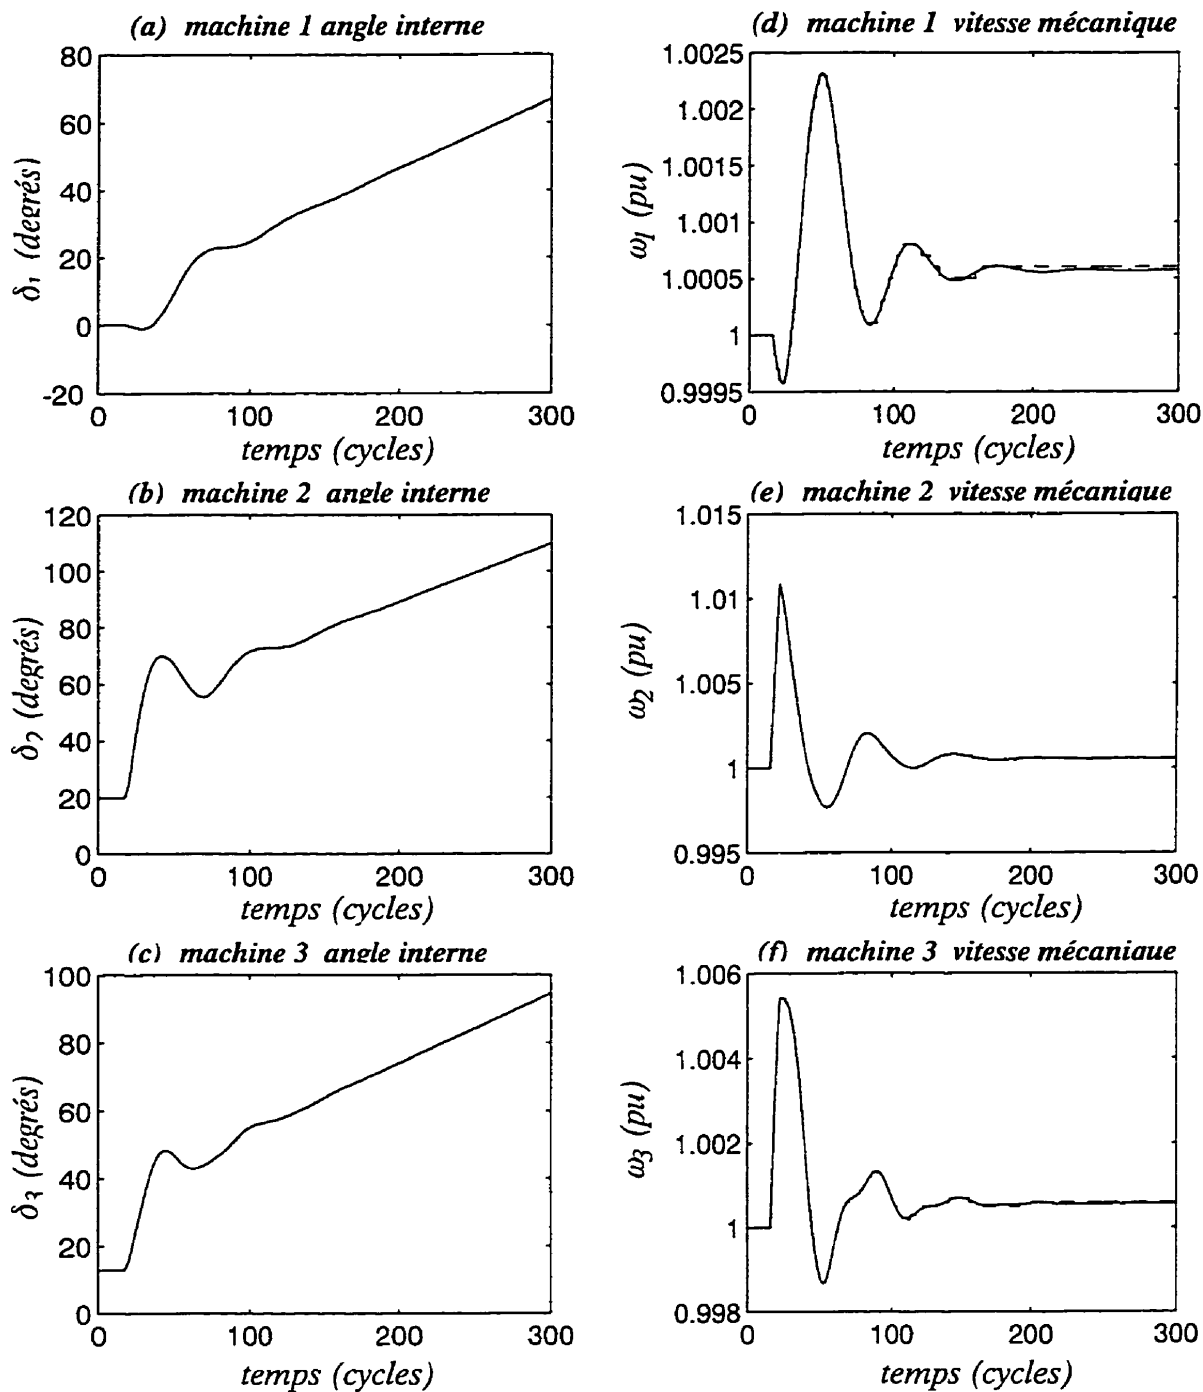 (a) machine 1 angle interne
80
60
40
20
0
-20
δ1 (degrés)
0 100 200 300
temps (cycles)
(d) machine 1 vitesse mécanique
1.0025
1.002
1.0015
1.001
1.0005
1
0.9995
ω1 (pu)
0 100 200 300
temps (cycles)
(b) machine 2 angle interne
120
100
80
60
40
20
0
δ2 (degrés)
0 100 200 300
temps (cycles)
(e) machine 2 vitesse mécanique
1.015
1.01
1.005
1
0.995
ω2 (pu)
0 100 200 300
temps (cycles)
(c) machine 3 angle interne
100
80
60
40
20
0
δ3 (degrés)
0 100 200 300
temps (cycles)
(f) machine 3 vitesse mécanique
1.006
1.004
1.002
1
0.998
ω3 (pu)
0 100 200 300
temps (cycles)